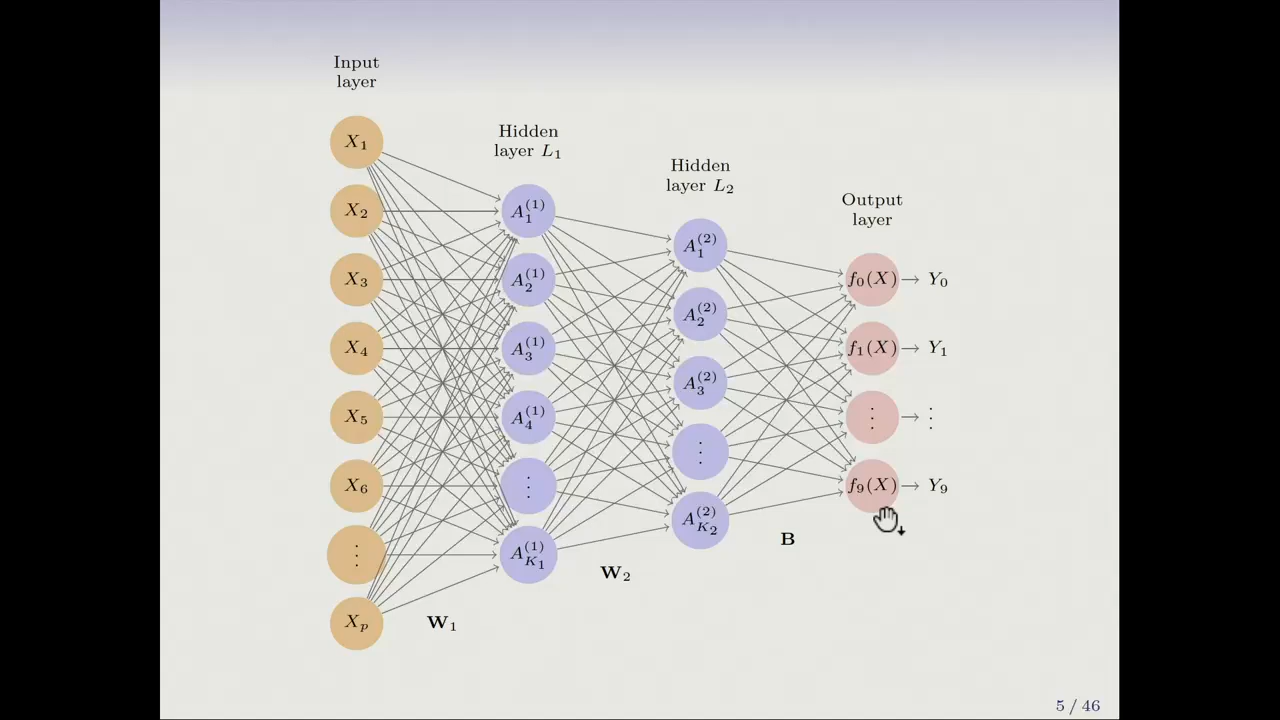 Input
layer
X₁
X₂
X₃
X₄
X₅
X₆
⋮
Xₚ
W₁
Hidden
layer L₁
A₁⁽¹⁾
A₂⁽¹⁾
A₃⁽¹⁾
A₄⁽¹⁾
⋮
A_{K₁}⁽¹⁾
W₂
Hidden
layer L₂
A₁⁽²⁾
A₂⁽²⁾
A₃⁽²⁾
⋮
A_{K₂}⁽²⁾
B
Output
layer
f₀(X) → Y₀
f₁(X) → Y₁
⋮ → ⋮
f₉(X) → Y₉
5 / 46